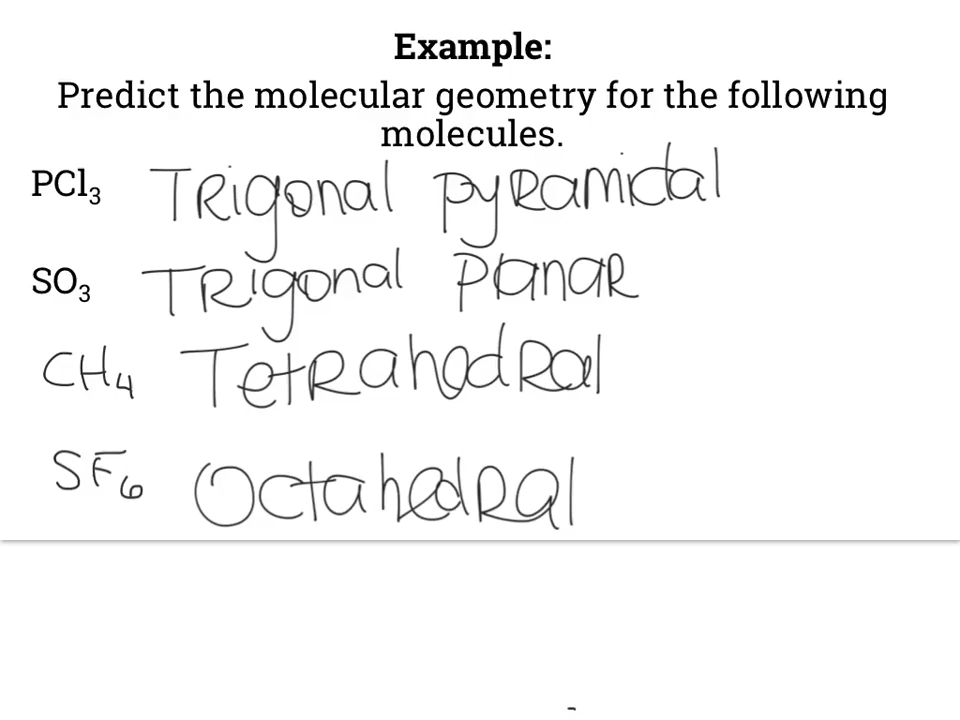 Example:
Predict the molecular geometry for the following
molecules.
PCl₃ Trigonal pyramidal
SO₃ Trigonal Planar
CH₄ Tetrahedral
SF₆ Octahedral